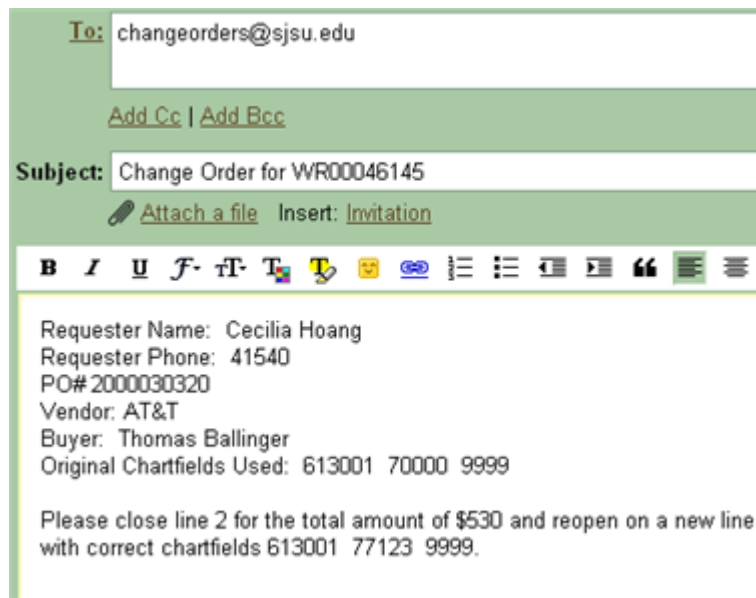 To: changeorders@sjsu.edu
Add Cc | Add Bcc
Subject: Change Order for WR00046145
Attach a file Insert: Invitation
B I U F TT T T
Requester Name: Cecilia Hoang
Requester Phone: 41540
PO# 2000030320
Vendor: AT&T
Buyer: Thomas Ballinger
Original Chartfields Used: 613001 70000 9999
Please close line 2 for the total amount of $530 and reopen on a new line
with correct chartfields 613001 77123 9999.